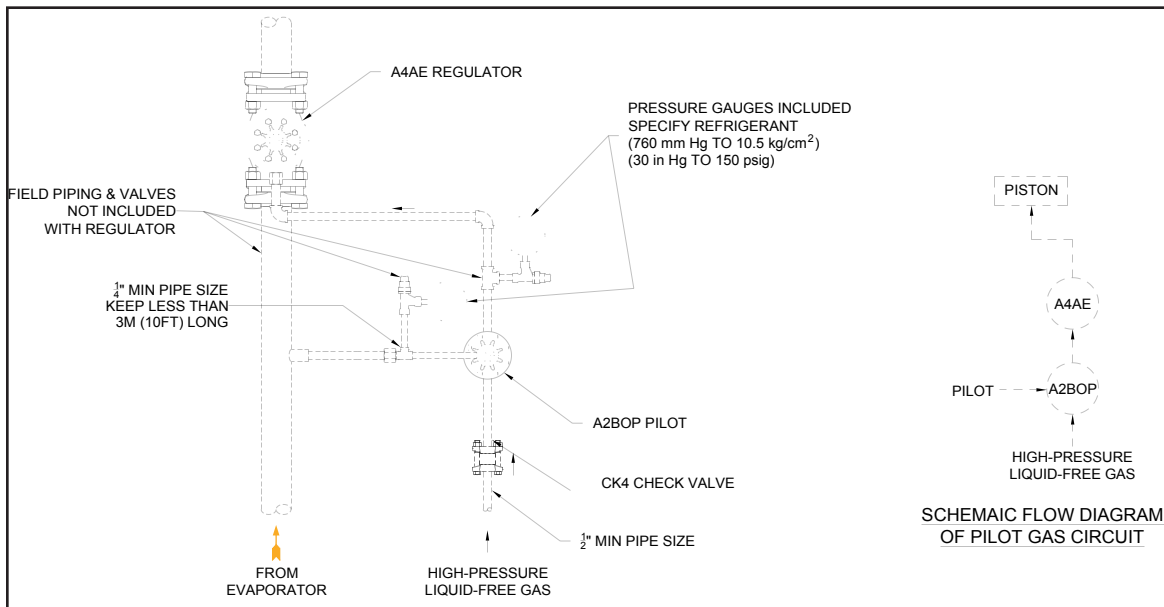 A4AE REGULATOR
PRESSURE GAUGES INCLUDED
SPECIFY REFRIGERANT
(760 mm Hg TO 10.5 kg/cm²)
(30 in Hg TO 150 psig)
FIELD PIPING & VALVES
NOT INCLUDED
WITH REGULATOR
1/4" MIN PIPE SIZE
KEEP LESS THAN
3M (10FT) LONG
A2BOP PILOT
CK4 CHECK VALVE
1/2" MIN PIPE SIZE
FROM
EVAPORATOR
HIGH-PRESSURE
LIQUID-FREE GAS
PISTON
A4AE
PILOT
A2BOP
HIGH-PRESSURE
LIQUID-FREE GAS
SCHEMAIC FLOW DIAGRAM
OF PILOT GAS CIRCUIT